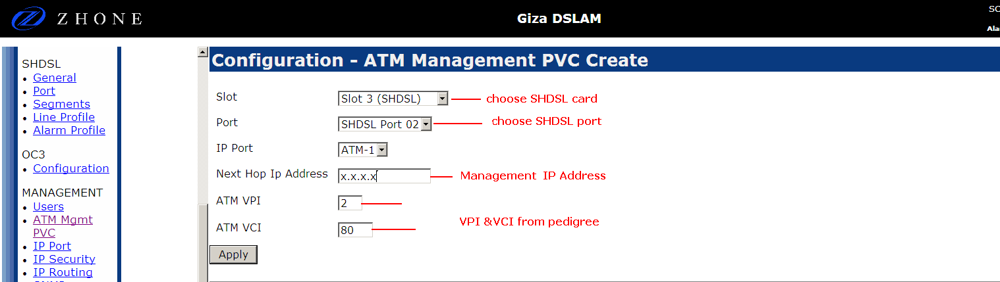 ZHONE
Giza DSLAM
SC
Ala
SHDSL
General
Port
Segments
Line Profile
Alarm Profile
OC3
Configuration
MANAGEMENT
Users
ATM Mgmt
PVC
IP Port
IP Security
IP Routing
Configuration - ATM Management PVC Create
Slot Slot 3 (SHDSL) choose SHDSL card
Port SHDSL Port 02 choose SHDSL port
IP Port ATM-1
Next Hop Ip Address x.x.x.x Management IP Address
ATM VPI 2
VPI &VCI from pedigree
ATM VCI 80
Apply